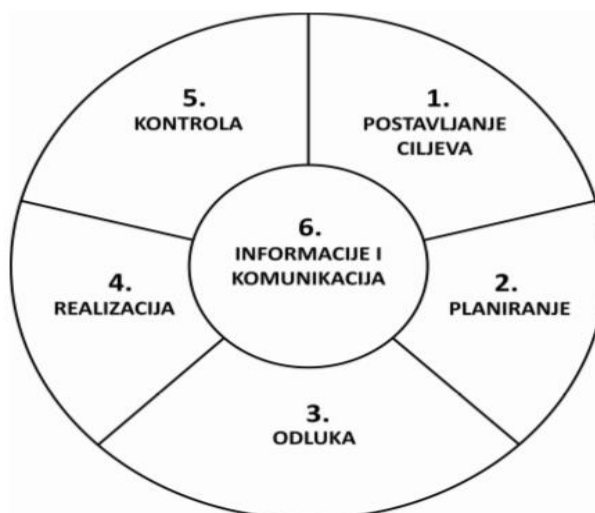 5.
KONTROLA
1.
POSTAVLJANJE
CILJEVA
6.
INFORMACIJE I
KOMUNIKACIJA
4.
REALIZACIJA
2.
PLANIRANJE
3.
ODLUKA